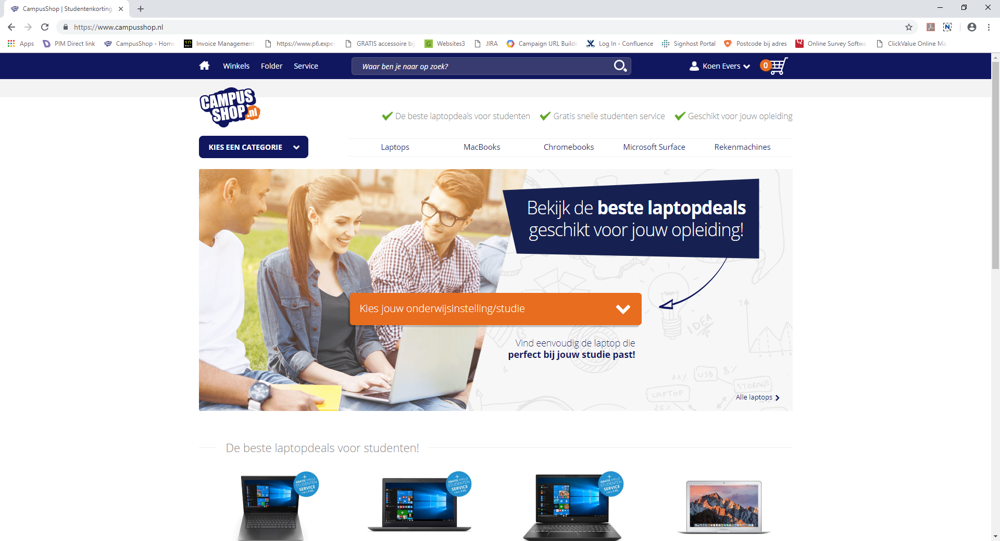 CampusShop | Studentenkorting
https://www.campusshop.nl
Apps
PIM Direct link
CampusShop - Home
Invoice Management
https://www.p6.exper
GRATIS accessoire bij
Websites3
JIRA
Campaign URL Builde
Log In - Confluence
Signhost Portal
Postcode bij adres
Online Survey Softwa
ClickValue Online Ma
Winkels
Folder
Service
Waar ben je naar op zoek?
Koen Evers
0
CAMPUS
SHOP.nl
De beste laptopdeals voor studenten
Gratis snelle studenten service
Geschikt voor jouw opleiding
KIES EEN CATEGORIE
Laptops
MacBooks
Chromebooks
Microsoft Surface
Rekenmachines
Bekijk de beste laptopdeals
geschikt voor jouw opleiding!
Kies jouw onderwijsinstelling/studie
IDEA
Vind eenvoudig de laptop die
perfect bij jouw studie past!
USB
8%
STORAGE
LAPTOP
25%
Alle laptops
De beste laptopdeals voor studenten!
+
GRATIS SNELLE
STUDENTEN
SERVICE
+
GRATIS SNELLE
STUDENTEN
SERVICE
+
GRATIS SNELLE
STUDENTEN
SERVICE